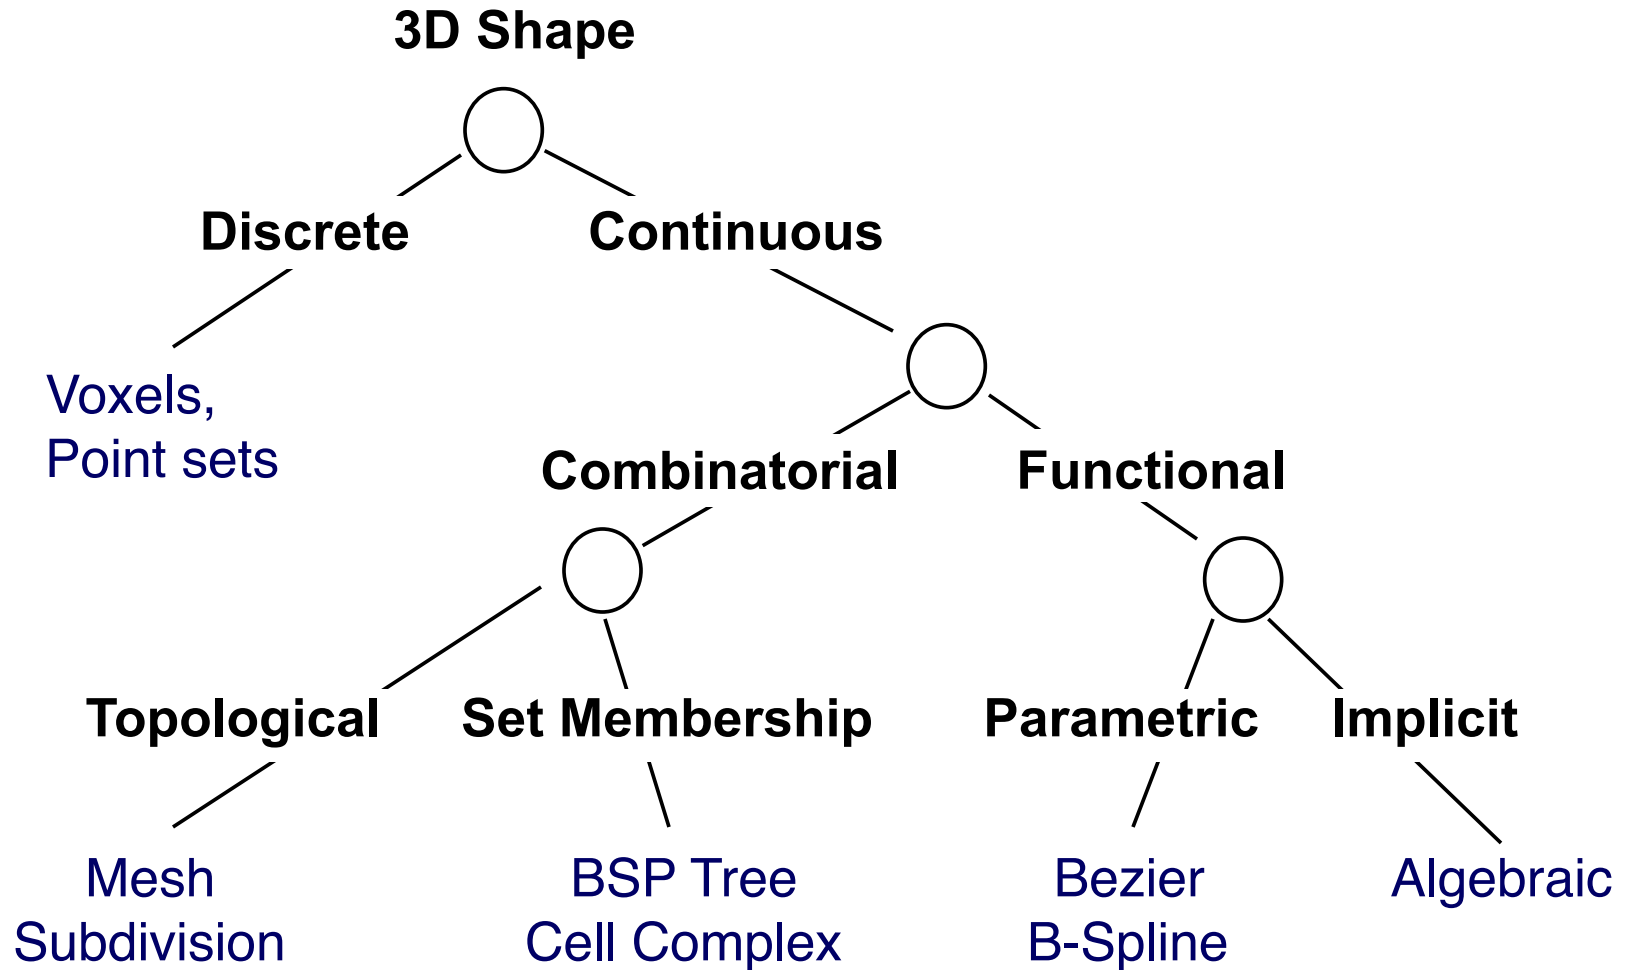 3D Shape
Discrete
Continuous
Voxels,
Point sets
Combinatorial
Functional
Topological
Set Membership
Parametric
Implicit
Mesh
Subdivision
BSP Tree
Cell Complex
Bezier
B-Spline
Algebraic